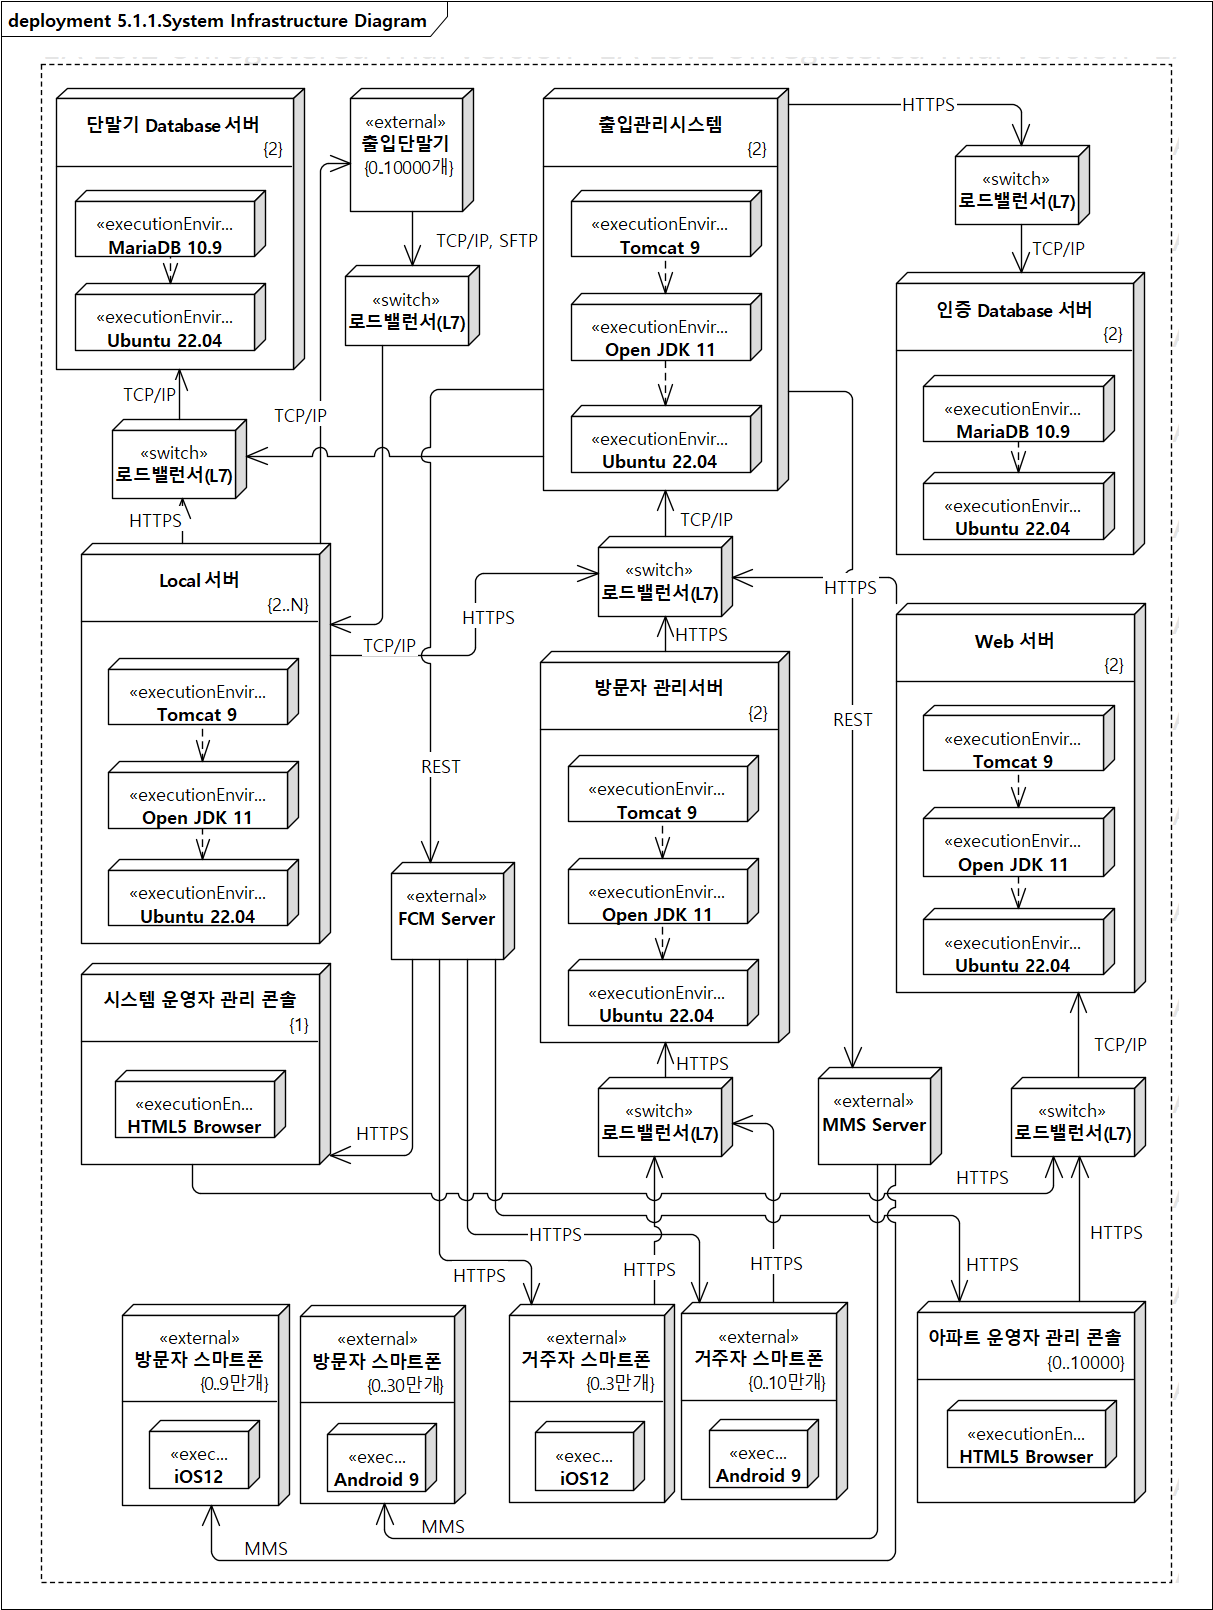 deployment 5.1.1.System Infrastructure Diagram
단말기 Database 서버
{2}
«executionEnvir...
MariaDB 10.9
«executionEnvir...
Ubuntu 22.04
«external»
출입단말기
{0..10000개}
TCP/IP, SFTP
«switch»
로드밸런서(L7)
출입관리시스템
{2}
«executionEnvir...
Tomcat 9
«executionEnvir...
Open JDK 11
«executionEnvir...
Ubuntu 22.04
HTTPS
«switch»
로드밸런서(L7)
TCP/IP
인증 Database 서버
{2}
«executionEnvir...
MariaDB 10.9
«executionEnvir...
Ubuntu 22.04
TCP/IP
TCP/IP
«switch»
로드밸런서(L7)
HTTPS
TCP/IP
Local 서버
{2..N}
«executionEnvir...
Tomcat 9
«executionEnvir...
Open JDK 11
«executionEnvir...
Ubuntu 22.04
«switch»
로드밸런서(L7)
HTTPS
HTTPS
TCP/IP
HTTPS
방문자 관리서버
{2}
«executionEnvir...
Tomcat 9
«executionEnvir...
Open JDK 11
«executionEnvir...
Ubuntu 22.04
Web 서버
{2}
«executionEnvir...
Tomcat 9
«executionEnvir...
Open JDK 11
«executionEnvir...
Ubuntu 22.04
REST
REST
«external»
FCM Server
시스템 운영자 관리 콘솔
{1}
«executionEn...
HTML5 Browser
HTTPS
HTTPS
«switch»
로드밸런서(L7)
«external»
MMS Server
TCP/IP
«switch»
로드밸런서(L7)
HTTPS
HTTPS
HTTPS
HTTPS
HTTPS
HTTPS
HTTPS
«external»
방문자 스마트폰
{0..9만개}
«exec...
iOS12
«external»
방문자 스마트폰
{0..30만개}
«exec...
Android 9
«external»
거주자 스마트폰
{0..3만개}
«exec...
iOS12
«external»
거주자 스마트폰
{0..10만개}
«exec...
Android 9
아파트 운영자 관리 콘솔
{0..10000}
«executionEn...
HTML5 Browser
MMS
MMS